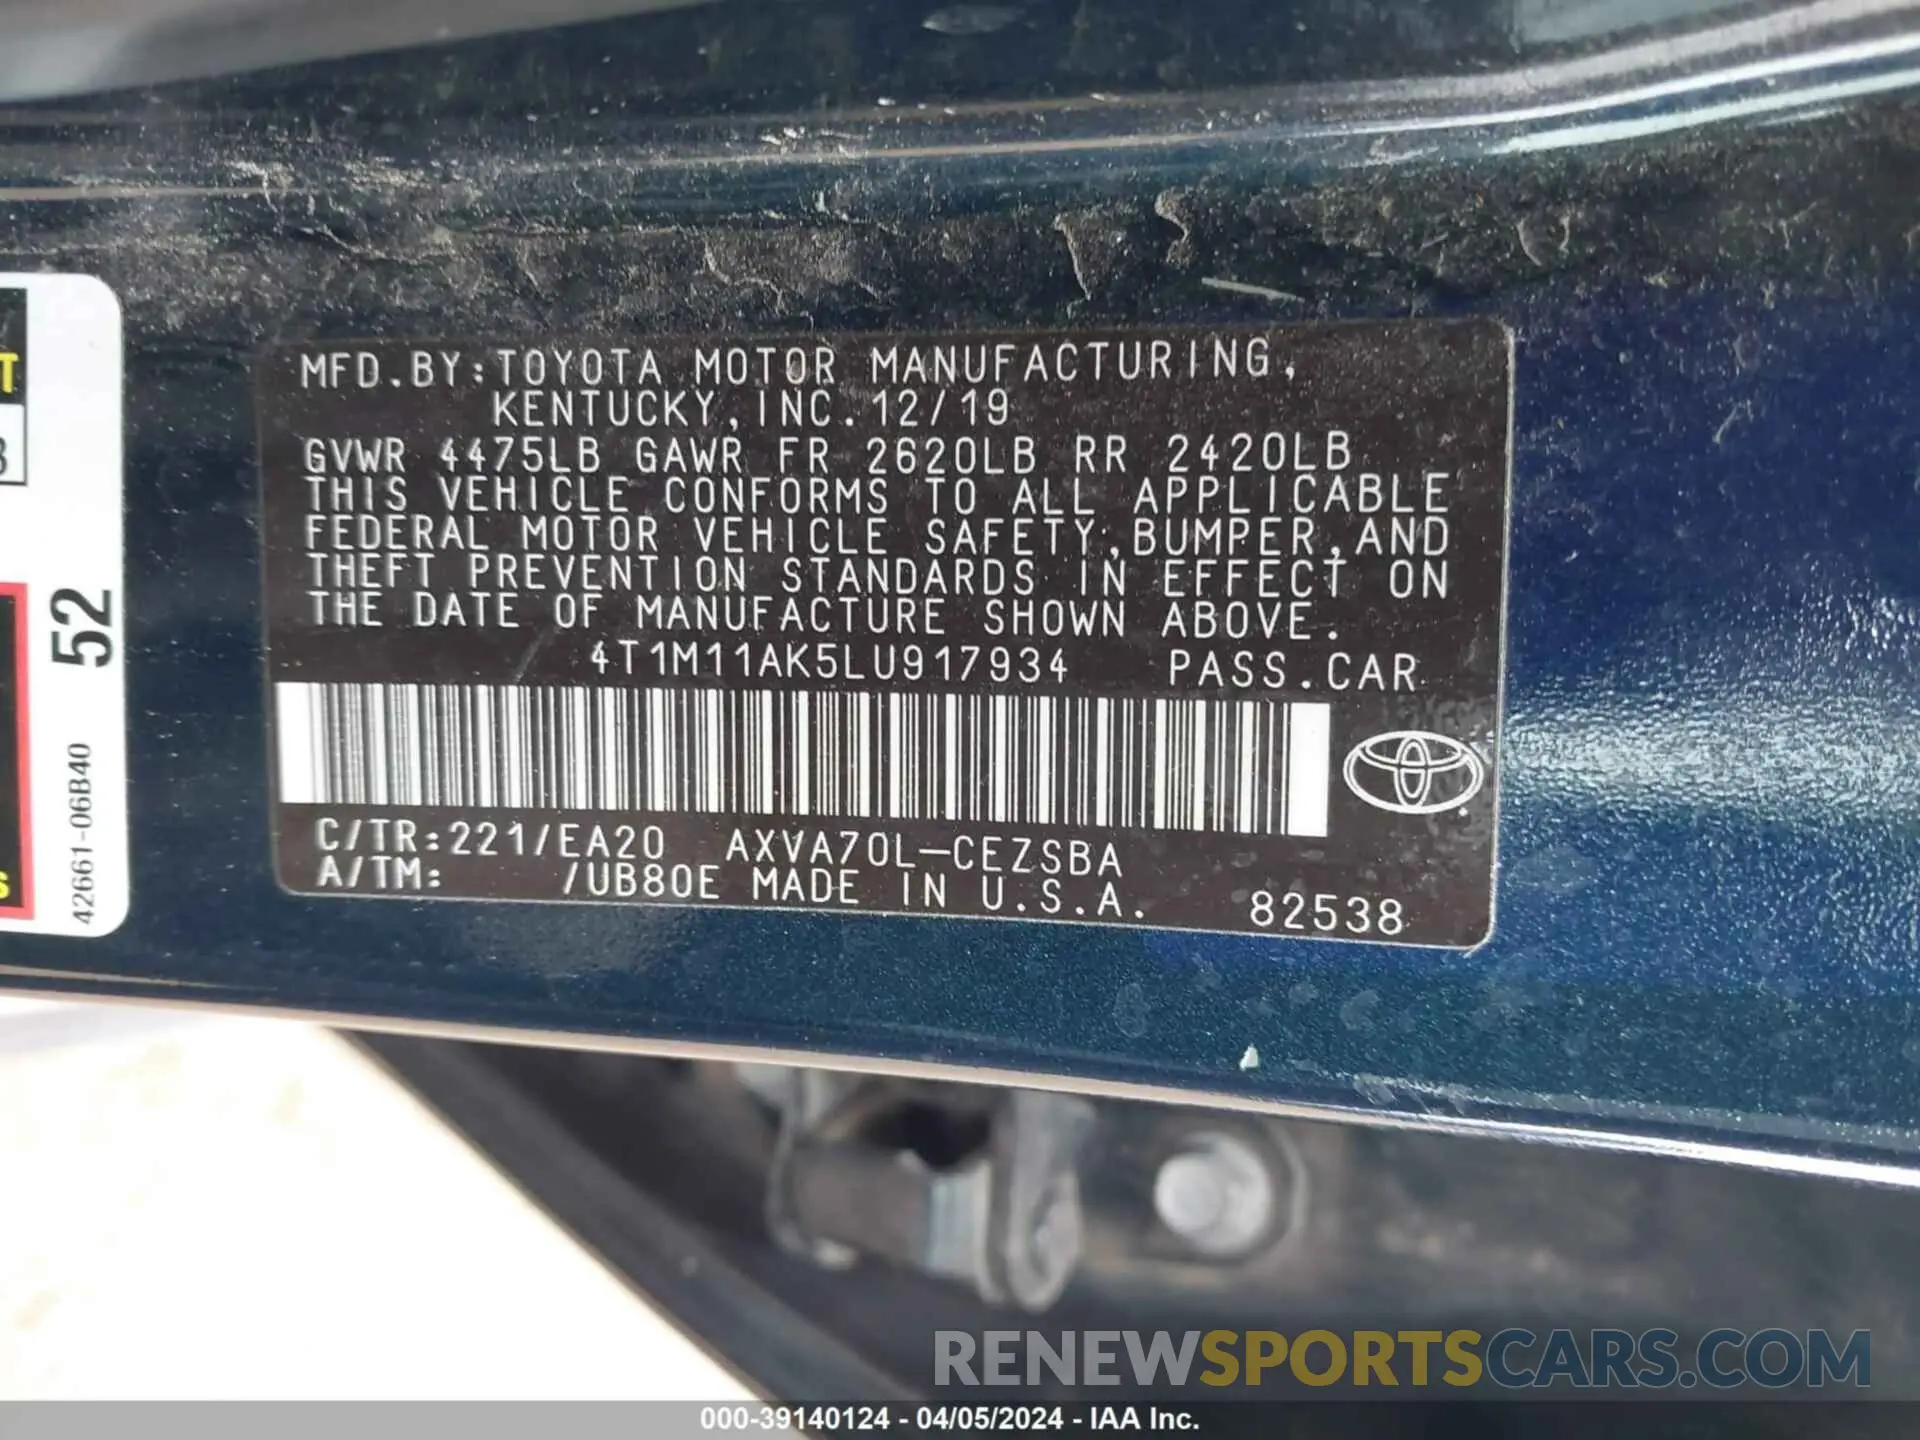 MFD.BY:TOYOTA MOTOR MANUFACTURING,
KENTUCKY,INC.12/19
GVWR 4475LB GAWR FR 2620LB RR 2420LB
THIS VEHICLE CONFORMS TO ALL APPLICABLE
FEDERAL MOTOR VEHICLE SAFETY,BUMPER,AND
THEFT PREVENTION STANDARDS IN EFFECT ON
THE DATE OF MANUFACTURE SHOWN ABOVE.
4T1M11AK5LU917934 PASS.CAR
C/TR:221/EA20 AXVA70L-CEZSBA
A/TM: /UB80E MADE IN U.S.A. 82538
52
42661-06B40
RENEWSPORTSCARS.COM
000-39140124 - 04/05/2024 - IAA Inc.